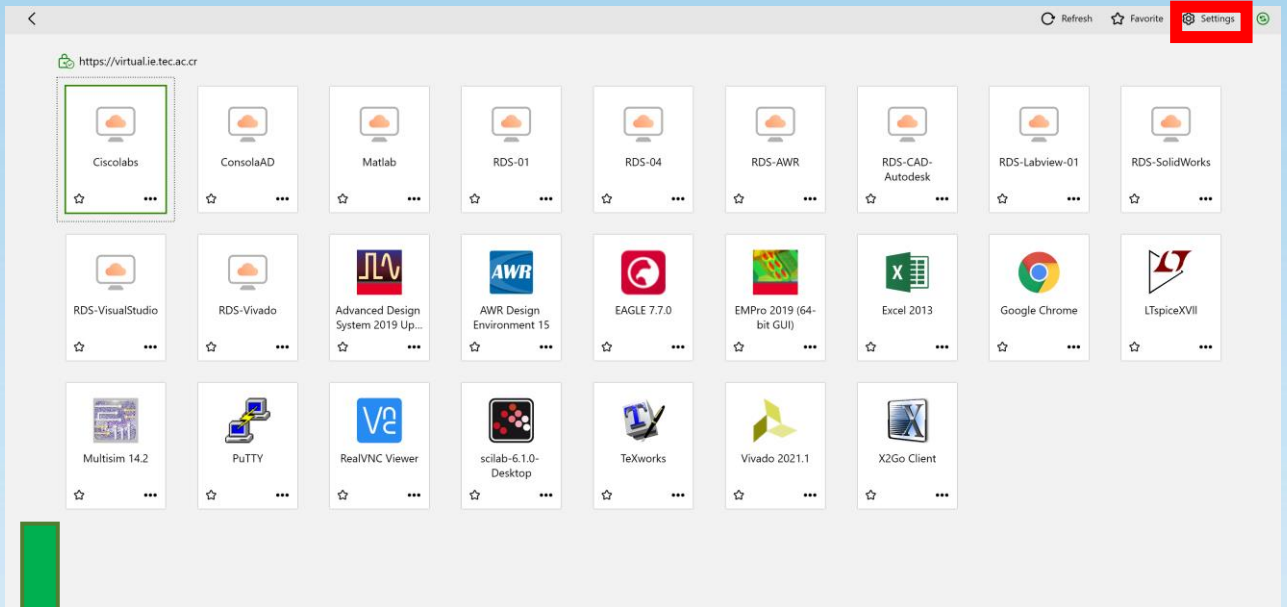 Refresh
Favorite
Settings
https://virtual.ie.tec.ac.cr
Ciscolabs
ConsolaAD
Matlab
RDS-01
RDS-04
RDS-AWR
RDS-CAD-
Autodesk
RDS-Labview-01
RDS-SolidWorks
RDS-VisualStudio
RDS-Vivado
Advanced Design
System 2019 Up...
AWR
AWR Design
Environment 15
EAGLE 7.7.0
EMPro 2019 (64-
bit GUI)
X
Excel 2013
Google Chrome
LTspiceXVII
Multisim 14.2
PuTTY
RealVNC Viewer
scilab-6.1.0-
Desktop
T
TeXworks
Vivado 2021.1
X
X2Go Client